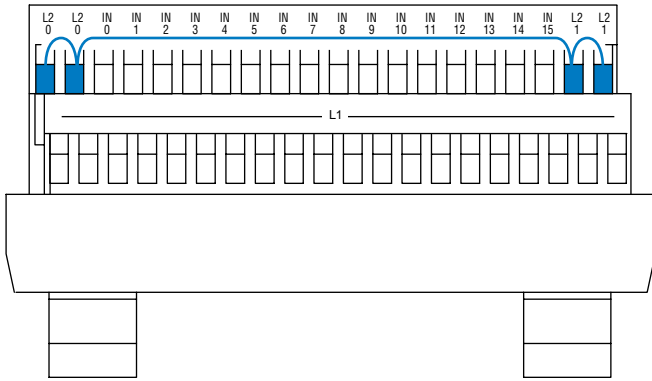 L2 L2 IN IN IN IN IN IN IN IN IN IN IN IN IN IN IN IN L2 L2
0 0 0 1 2 3 4 5 6 7 8 9 10 11 12 13 14 15 1 1
L1